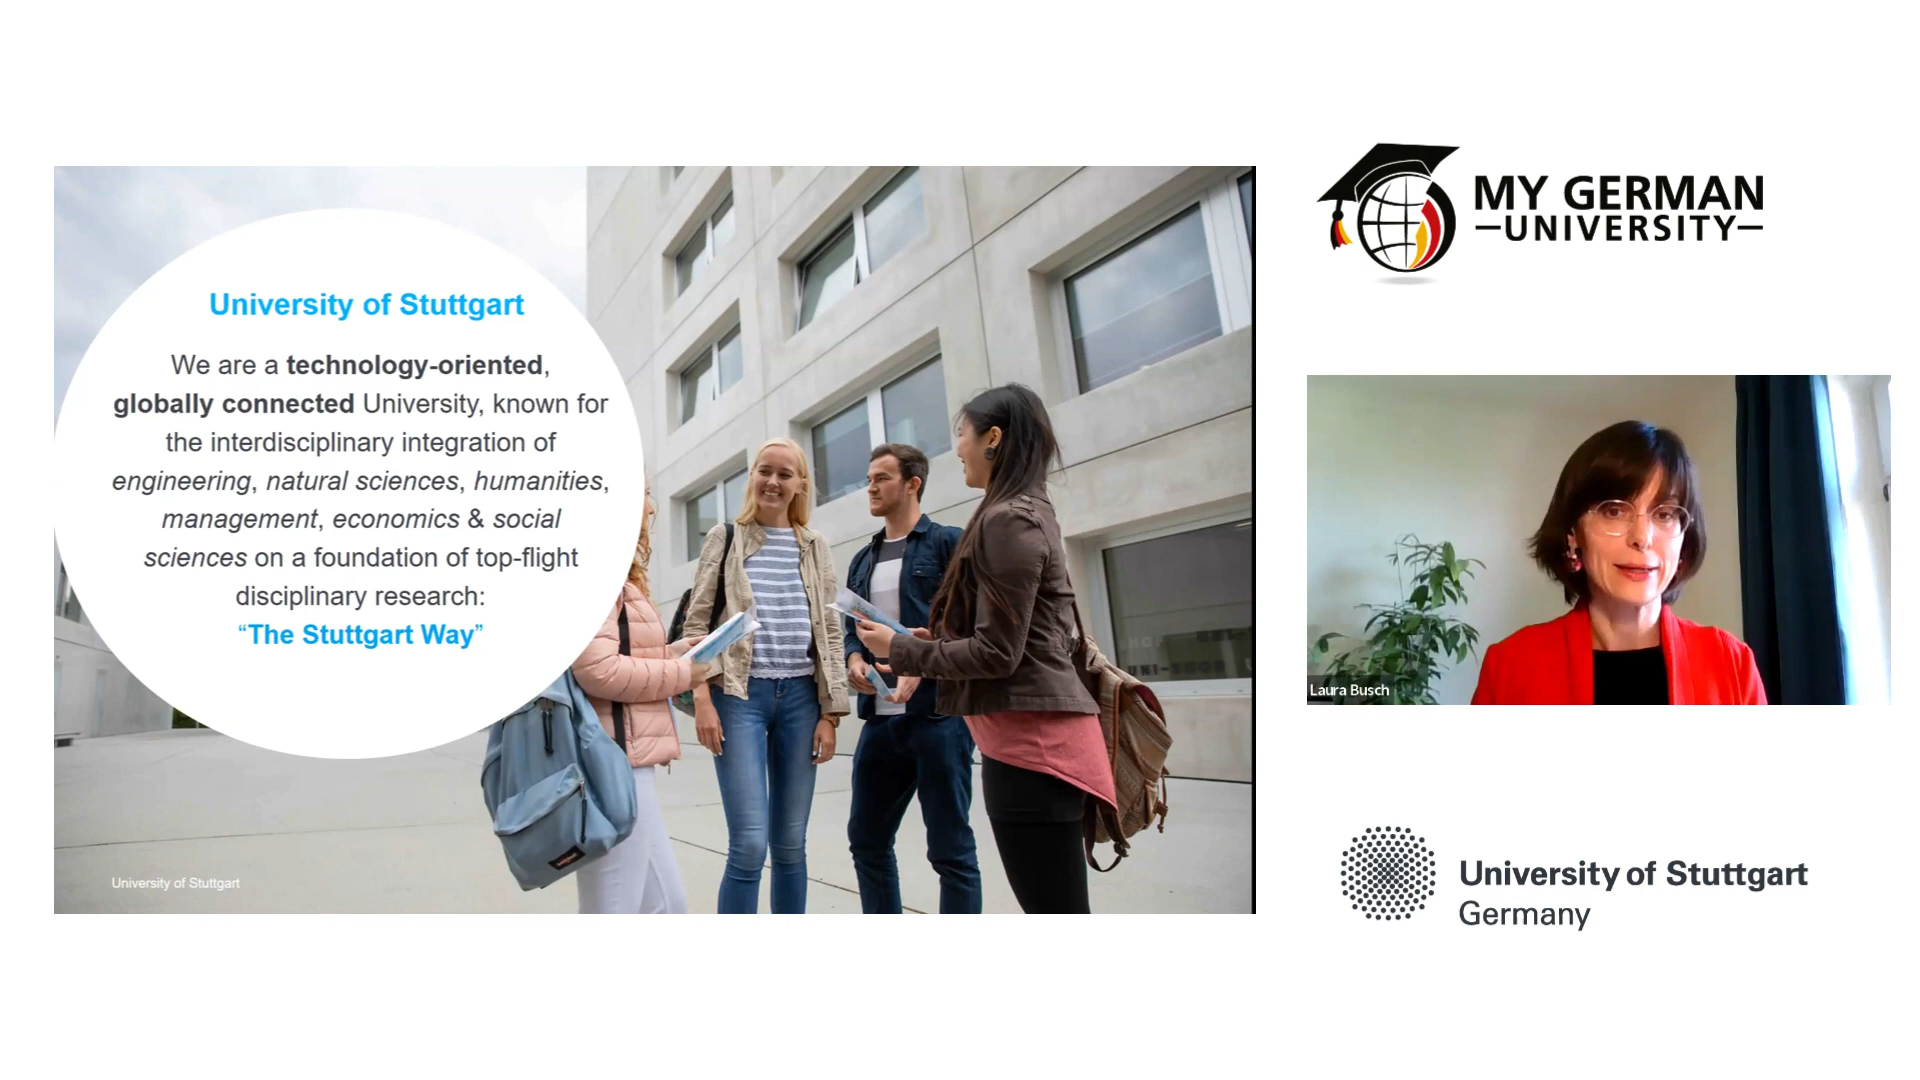 University of Stuttgart
We are a technology-oriented,
globally connected University, known for
the interdisciplinary integration of
engineering, natural sciences, humanities,
management, economics & social
sciences on a foundation of top-flight
disciplinary research:
“The Stuttgart Way”
University of Stuttgart
MY GERMAN
UNIVERSITY
Laura Busch
University of Stuttgart
Germany